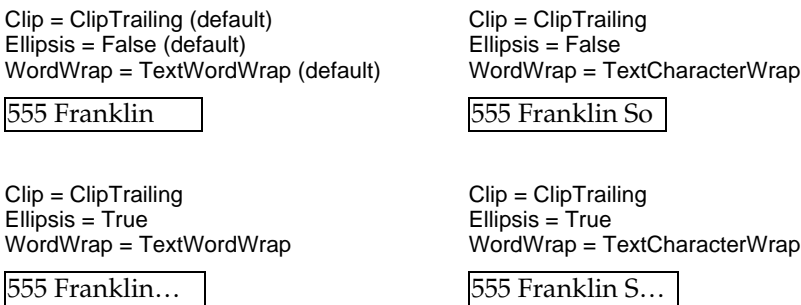 Clip = ClipTrailing (default)
Ellipsis = False (default)
WordWrap = TextWordWrap (default)
555 Franklin
Clip = ClipTrailing
Ellipsis = False
WordWrap = TextCharacterWrap
555 Franklin So
Clip = ClipTrailing
Ellipsis = True
WordWrap = TextWordWrap
555 Franklin…
Clip = ClipTrailing
Ellipsis = True
WordWrap = TextCharacterWrap
555 Franklin S…